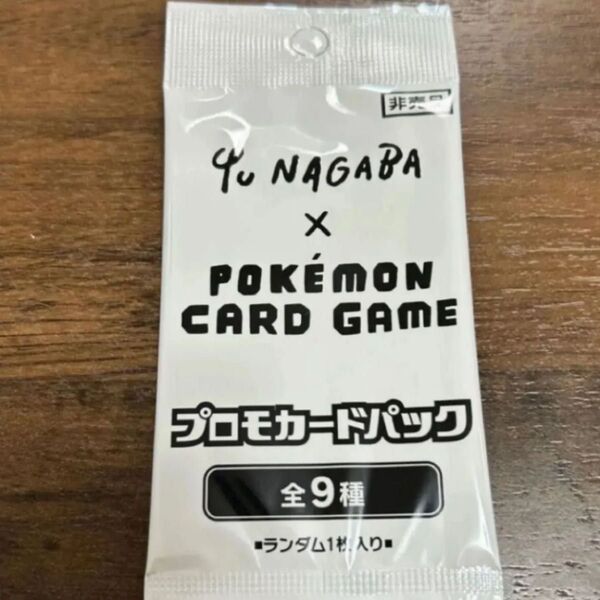 非売品
Yu NAGABA
×
POKÉMON
CARD GAME
プロモカードパック
全9種
■ランダム1枚入り■